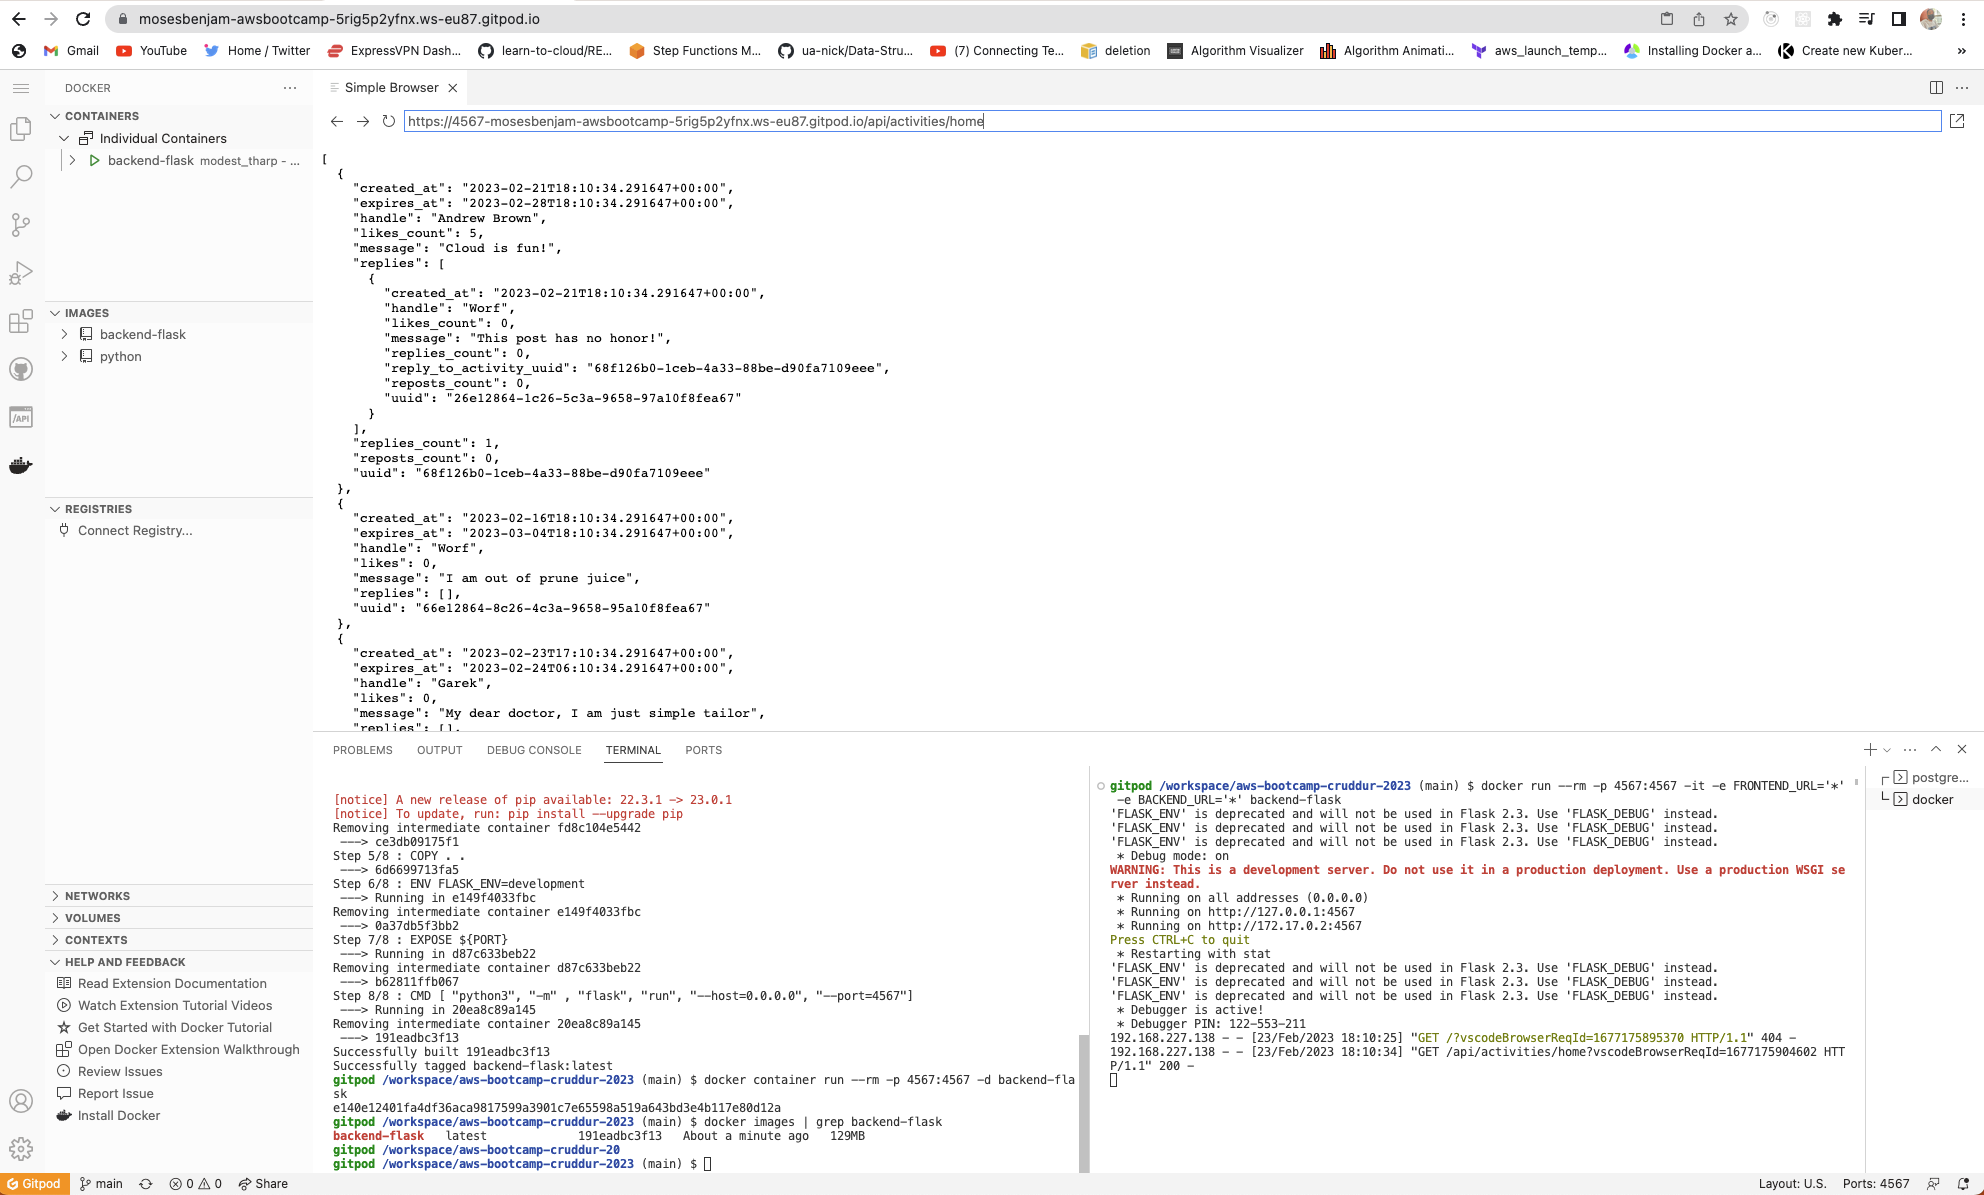 mosesbenjam-awsbootcamp-5rig5p2yfnx.ws-eu87.gitpod.io
Gmail
YouTube
Home / Twitter
ExpressVPN Dash...
learn-to-cloud/RE...
Step Functions M...
ua-nick/Data-Stru...
(7) Connecting Te...
deletion
Algorithm Visualizer
Algorithm Animati...
aws_launch_temp...
Installing Docker a...
Create new Kuber...
»
DOCKER
CONTAINERS
Individual Containers
backend-flask modest_tharp - ...
IMAGES
backend-flask
python
REGISTRIES
Connect Registry...
NETWORKS
VOLUMES
CONTEXTS
HELP AND FEEDBACK
Read Extension Documentation
Watch Extension Tutorial Videos
Get Started with Docker Tutorial
Open Docker Extension Walkthrough
Review Issues
Report Issue
Install Docker
/API
Simple Browser
https://4567-mosesbenjam-awsbootcamp-5rig5p2yfnx.ws-eu87.gitpod.io/api/activities/home
[
{
"created_at": "2023-02-21T18:10:34.291647+00:00",
"expires_at": "2023-02-28T18:10:34.291647+00:00",
"handle": "Andrew Brown",
"likes_count": 5,
"message": "Cloud is fun!",
"replies": [
{
"created_at": "2023-02-21T18:10:34.291647+00:00",
"handle": "Worf",
"likes_count": 0,
"message": "This post has no honor!",
"replies_count": 0,
"reply_to_activity_uuid": "68f126b0-1ceb-4a33-88be-d90fa7109eee",
"reposts_count": 0,
"uuid": "26e12864-1c26-5c3a-9658-97a10f8fea67"
}
],
"replies_count": 1,
"reposts_count": 0,
"uuid": "68f126b0-1ceb-4a33-88be-d90fa7109eee"
},
{
"created_at": "2023-02-16T18:10:34.291647+00:00",
"expires_at": "2023-03-04T18:10:34.291647+00:00",
"handle": "Worf",
"likes": 0,
"message": "I am out of prune juice",
"replies": [],
"uuid": "66e12864-8c26-4c3a-9658-95a10f8fea67"
},
{
"created_at": "2023-02-23T17:10:34.291647+00:00",
"expires_at": "2023-02-24T06:10:34.291647+00:00",
"handle": "Garek",
"likes": 0,
"message": "My dear doctor, I am just simple tailor",
"replies": [],
PROBLEMS
OUTPUT
DEBUG CONSOLE
TERMINAL
PORTS
[notice] A new release of pip available: 22.3.1 -> 23.0.1
[notice] To update, run: pip install --upgrade pip
Removing intermediate container fd8c104e5442
---> ce3db09175f1
Step 5/8 : COPY . .
---> 6d6699713fa5
Step 6/8 : ENV FLASK_ENV=development
---> Running in e149f4033fbc
Removing intermediate container e149f4033fbc
---> 0a37db5f3bb2
Step 7/8 : EXPOSE ${PORT}
---> Running in d87c633beb22
Removing intermediate container d87c633beb22
---> b62811ffb067
Step 8/8 : CMD [ "python3", "-m" , "flask", "run", "--host=0.0.0.0", "--port=4567"]
---> Running in 20ea8c89a145
Removing intermediate container 20ea8c89a145
---> 191eadbc3f13
Successfully built 191eadbc3f13
Successfully tagged backend-flask:latest
gitpod /workspace/aws-bootcamp-cruddur-2023 (main) $ docker container run --rm -p 4567:4567 -d backend-fla
sk
e140e12401fa4df36aca9817599a3901c7e65598a519a643bd3e4b117e80d12a
gitpod /workspace/aws-bootcamp-cruddur-2023 (main) $ docker images | grep backend-flask
backend-flask latest 191eadbc3f13 About a minute ago 129MB
gitpod /workspace/aws-bootcamp-cruddur-20
gitpod /workspace/aws-bootcamp-cruddur-2023 (main) $
gitpod /workspace/aws-bootcamp-cruddur-2023 (main) $ docker run --rm -p 4567:4567 -it -e FRONTEND_URL='*'
-e BACKEND_URL='*' backend-flask
'FLASK_ENV' is deprecated and will not be used in Flask 2.3. Use 'FLASK_DEBUG' instead.
'FLASK_ENV' is deprecated and will not be used in Flask 2.3. Use 'FLASK_DEBUG' instead.
'FLASK_ENV' is deprecated and will not be used in Flask 2.3. Use 'FLASK_DEBUG' instead.
* Debug mode: on
WARNING: This is a development server. Do not use it in a production deployment. Use a production WSGI se
rver instead.
* Running on all addresses (0.0.0.0)
* Running on http://127.0.0.1:4567
* Running on http://172.17.0.2:4567
Press CTRL+C to quit
* Restarting with stat
'FLASK_ENV' is deprecated and will not be used in Flask 2.3. Use 'FLASK_DEBUG' instead.
'FLASK_ENV' is deprecated and will not be used in Flask 2.3. Use 'FLASK_DEBUG' instead.
'FLASK_ENV' is deprecated and will not be used in Flask 2.3. Use 'FLASK_DEBUG' instead.
* Debugger is active!
* Debugger PIN: 122-553-211
192.168.227.138 - - [23/Feb/2023 18:10:25] "GET /?vscodeBrowserReqId=1677175895370 HTTP/1.1" 404 -
192.168.227.138 - - [23/Feb/2023 18:10:34] "GET /api/activities/home?vscodeBrowserReqId=1677175904602 HTT
P/1.1" 200 -
postgre...
docker
Gitpod
main
0
0
Share
Layout: U.S.
Ports: 4567